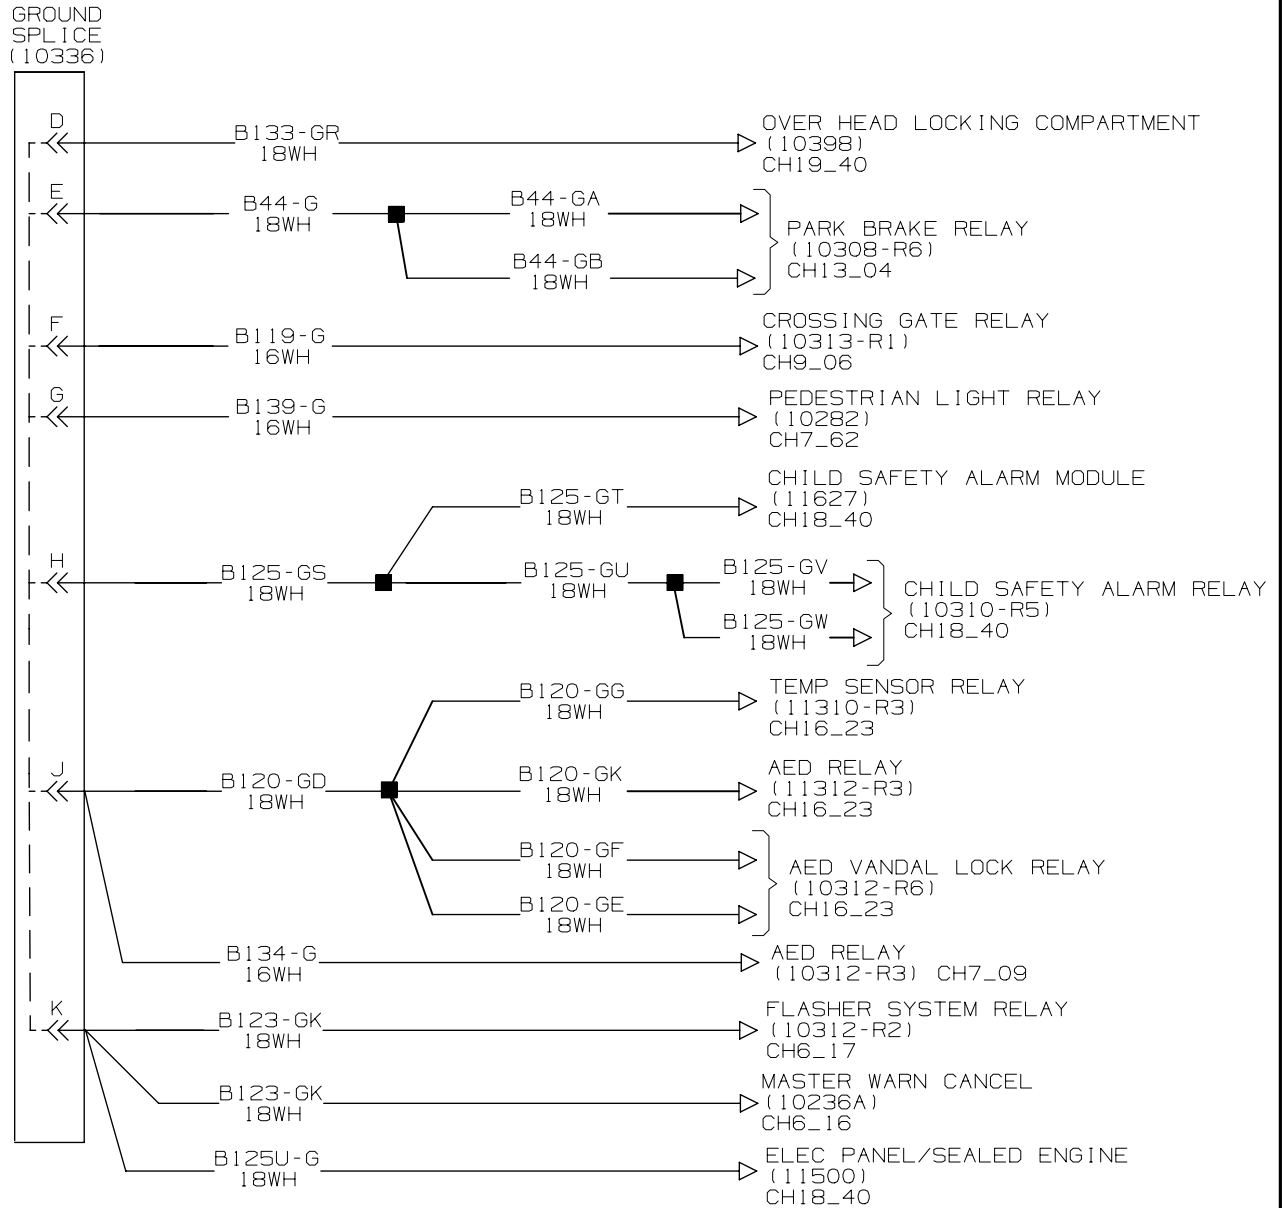 GROUND
SPLICE
(10336)
D
B133-GR
18WH
OVER HEAD LOCKING COMPARTMENT
(10398)
CH19_40
E
B44-G
18WH
B44-GA
18WH
B44-GB
18WH
PARK BRAKE RELAY
(10308-R6)
CH13_04
F
B119-G
16WH
CROSSING GATE RELAY
(10313-R1)
CH9_06
G
B139-G
16WH
PEDESTRIAN LIGHT RELAY
(10282)
CH7_62
H
B125-GS
18WH
B125-GT
18WH
CHILD SAFETY ALARM MODULE
(11627)
CH18_40
B125-GU
18WH
B125-GV
18WH
B125-GW
18WH
CHILD SAFETY ALARM RELAY
(10310-R5)
CH18_40
J
B120-GD
18WH
B120-GG
18WH
TEMP SENSOR RELAY
(11310-R3)
CH16_23
B120-GK
18WH
AED RELAY
(11312-R3)
CH16_23
B120-GF
18WH
B120-GE
18WH
AED VANDAL LOCK RELAY
(10312-R6)
CH16_23
B134-G
16WH
AED RELAY
(10312-R3) CH7_09
K
B123-GK
18WH
FLASHER SYSTEM RELAY
(10312-R2)
CH6_17
B123-GK
18WH
MASTER WARN CANCEL
(10236A)
CH6_16
B125U-G
18WH
ELEC PANEL/SEALED ENGINE
(11500)
CH18_40